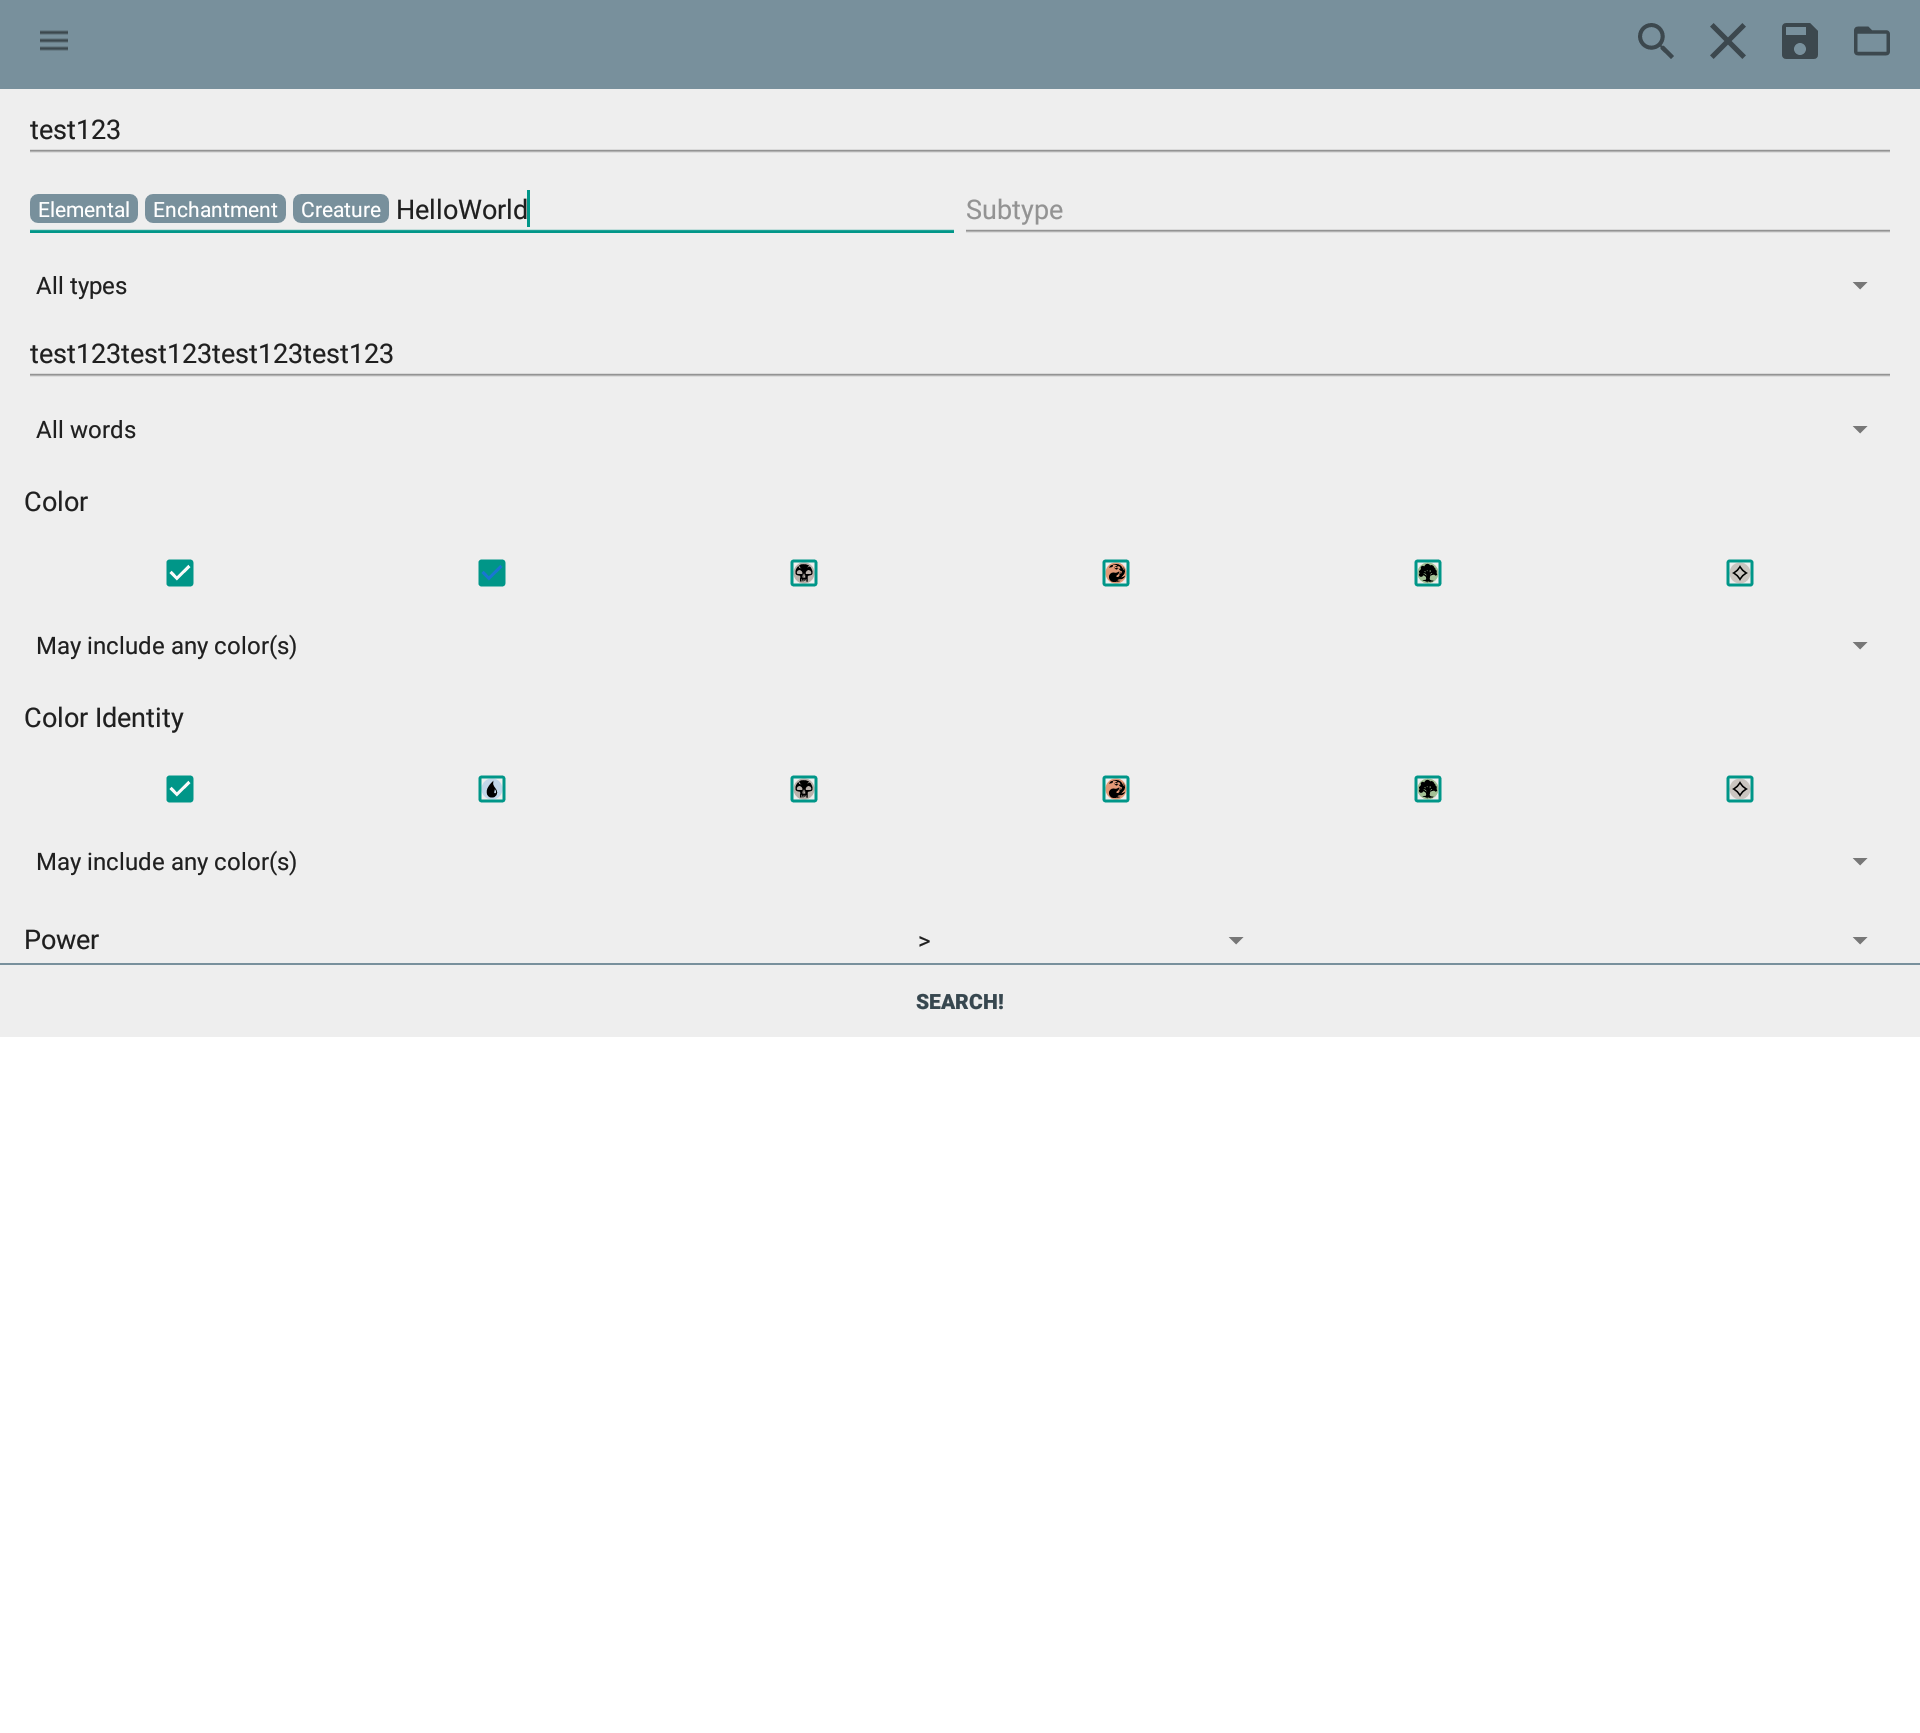 test123
Elemental Enchantment Creature HelloWorld Subtype
All types
test123test123test123test123
All words
Color
May include any color(s)
Color Identity
May include any color(s)
Power >
SEARCH!